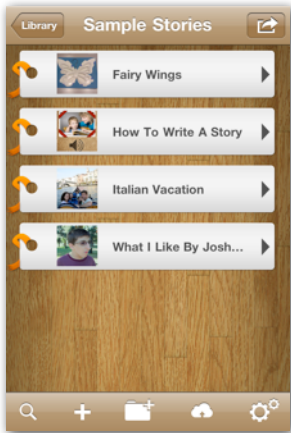 Library
Sample Stories
Fairy Wings
How To Write A Story
Italian Vacation
What I Like By Josh...